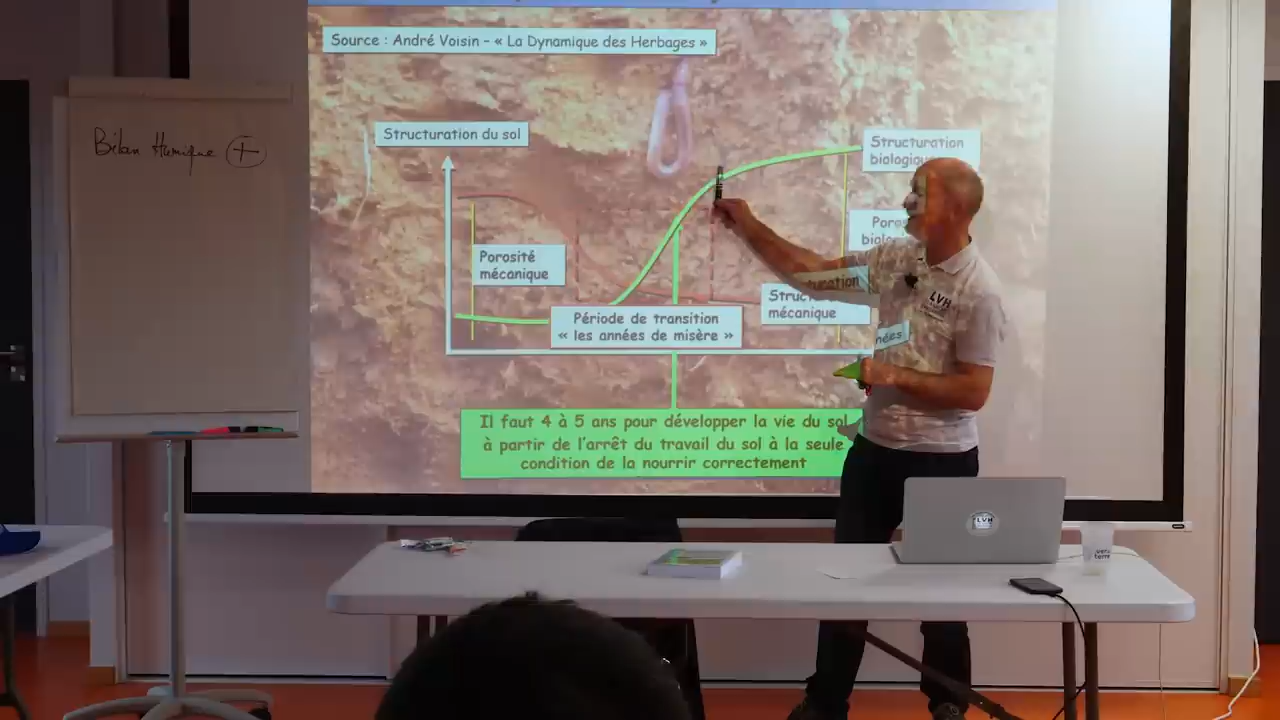 Source : André Voisin - « La Dynamique des Herbages »
Bilan Humique +
Structuration du sol
Structuration
biologique
Porosité
mécanique
Période de transition
« les années de misère »
mécanique
Il faut 4 à 5 ans pour développer la vie du sol
à partir de l'arrêt du travail du sol à la seule
condition de la nourrir correctement
LVH
LVH